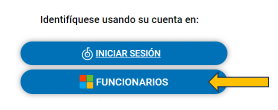 Identifíquese usando su cuenta en:
INICIAR SESIÓN
FUNCIONARIOS